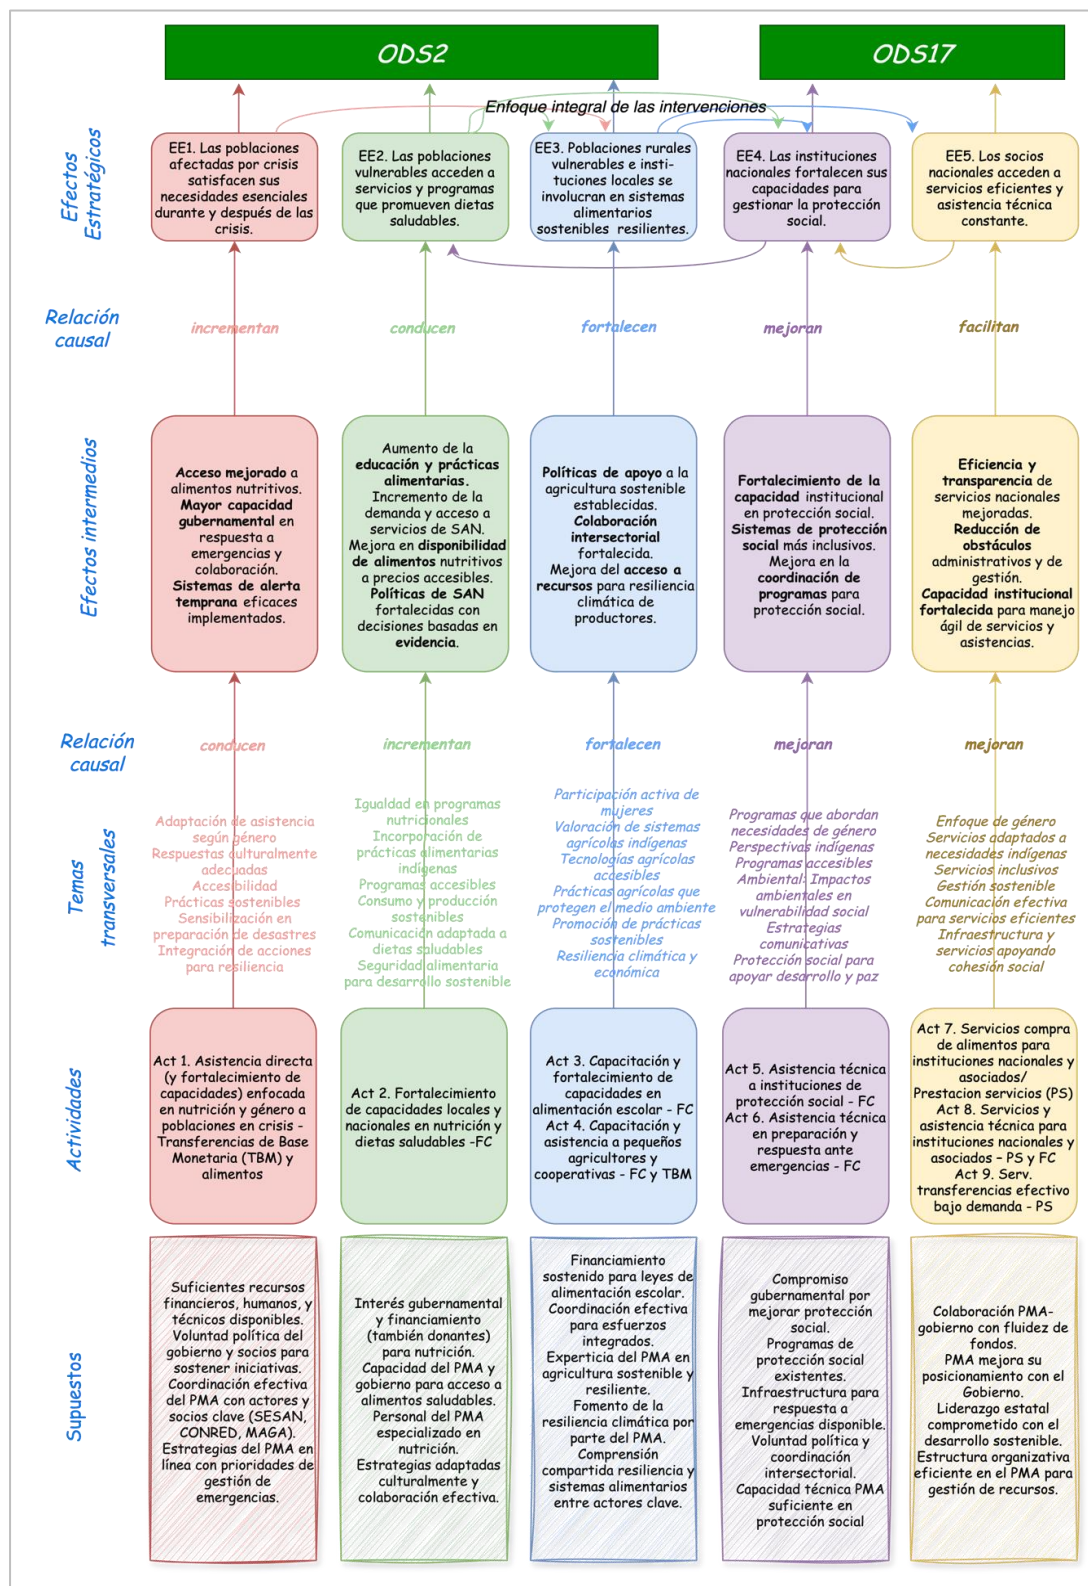 ODS2
ODS17
Enfoque integral de las intervenciones
Efectos
Estratégicos
EE1. Las poblaciones
afectadas por crisis
satisfacen sus
necesidades esenciales
durante y después de las
crisis.
EE2. Las poblaciones
vulnerables acceden a
servicios y programas
que promueven dietas
saludables.
EE3. Poblaciones rurales
vulnerables e insti-
tuciones locales se
involucran en sistemas
alimentarios
sostenibles resilientes.
EE4. Las instituciones
nacionales fortalecen sus
capacidades para
gestionar la protección
social.
EE5. Los socios
nacionales acceden a
servicios eficientes y
asistencia técnica
constante.
Relación
causal
incrementan
conducen
fortalecen
mejoran
facilitan
Efectos intermedios
Acceso mejorado a
alimentos nutritivos.
Mayor capacidad
gubernamental en
respuesta a
emergencias y
colaboración.
Sistemas de alerta
temprana eficaces
implementados.
Aumento de la
educación y prácticas
alimentarias.
Incremento de la
demanda y acceso a
servicios de SAN.
Mejora en disponibilidad
de alimentos nutritivos
a precios accesibles.
Políticas de SAN
fortalecidas con
decisiones basadas en
evidencia.
Políticas de apoyo a la
agricultura sostenible
establecidas.
Colaboración
intersectorial
fortalecida.
Mejora del acceso a
recursos para resiliencia
climática de
productores.
Fortalecimiento de la
capacidad institucional
en protección social.
Sistemas de protección
social más inclusivos.
Mejora en la
coordinación de
programas para
protección social.
Eficiencia y
transparencia de
servicios nacionales
mejoradas.
Reducción de
obstáculos
administrativos y de
gestión.
Capacidad institucional
fortalecida para manejo
ágil de servicios y
asistencias.
Relación
causal
conducen
incrementan
fortalecen
mejoran
mejoran
Temas
transversales
Adaptación de asistencia
según género
Respuestas culturalmente
adecuadas
Accesibilidad
Prácticas sostenibles
Sensibilización en
preparación de desastres
Integración de acciones
para resiliencia
Igualdad en programas
nutricionales
Incorporación de
prácticas alimentarias
indígenas
Programas accesibles
Consumo y producción
sostenibles
Comunicación adaptada a
dietas saludables
Seguridad alimentaria
para desarrollo sostenible
Participación activa de
mujeres
Valoración de sistemas
agrícolas indígenas
Tecnologías agrícolas
accesibles
Prácticas agrícolas que
protegen el medio ambiente
Promoción de prácticas
sostenibles
Resiliencia climática y
económica
Programas que abordan
necesidades de género
Perspectivas indígenas
Programas accesibles
Ambiental: Impactos
ambientales en
vulnerabilidad social
Estrategias
comunicativas
Protección social para
apoyar desarrollo y paz
Enfoque de género
Servicios adaptados a
necesidades indígenas
Servicios inclusivos
Gestión sostenible
Comunicación efectiva
para servicios eficientes
Infraestructura y
servicios apoyando
cohesión social
Actividades
Act 1. Asistencia directa
(y fortalecimiento de
capacidades) enfocada
en nutrición y género a
poblaciones en crisis -
Transferencias de Base
Monetaria (TBM) y
alimentos
Act 2. Fortalecimiento
de capacidades locales y
nacionales en nutrición y
dietas saludables -FC
Act 3. Capacitación y
fortalecimiento de
capacidades en
alimentación escolar - FC
Act 4. Capacitación y
asistencia a pequeños
agricultores y
cooperativas - FC y TBM
Act 5. Asistencia técnica
a instituciones de
protección social - FC
Act 6. Asistencia técnica
en preparación y
respuesta ante
emergencias - FC
Act 7. Servicios compra
de alimentos para
instituciones nacionales y
asociados/
Prestacion servicios (PS)
Act 8. Servicios y
asistencia técnica para
instituciones nacionales y
asociados – PS y FC
Act 9. Serv.
transferencias efectivo
bajo demanda - PS
Supuestos
Suficientes recursos
financieros, humanos, y
técnicos disponibles.
Voluntad política del
gobierno y socios para
sostener iniciativas.
Coordinación efectiva
del PMA con actores y
socios clave (SESAN,
CONRED, MAGA).
Estrategias del PMA en
línea con prioridades de
gestión de
emergencias.
Interés gubernamental
y financiamiento
(también donantes)
para nutrición.
Capacidad del PMA y
gobierno para acceso a
alimentos saludables.
Personal del PMA
especializado en
nutrición.
Estrategias adaptadas
culturalmente y
colaboración efectiva.
Financiamiento
sostenido para leyes de
alimentación escolar.
Coordinación efectiva
para esfuerzos
integrados.
Experticia del PMA en
agricultura sostenible y
resiliente.
Fomento de la
resiliencia climática por
parte del PMA.
Comprensión
compartida resiliencia y
sistemas alimentarios
entre actores clave.
Compromiso
gubernamental por
mejorar protección
social.
Programas de
protección social
existentes.
Infraestructura para
respuesta a
emergencias disponible.
Voluntad política y
coordinación
intersectorial.
Capacidad técnica PMA
suficiente en
protección social
Colaboración PMA-
gobierno con fluidez de
fondos.
PMA mejora su
posicionamiento con el
Gobierno.
Liderazgo estatal
comprometido con el
desarrollo sostenible.
Estructura organizativa
eficiente en el PMA para
gestión de recursos.